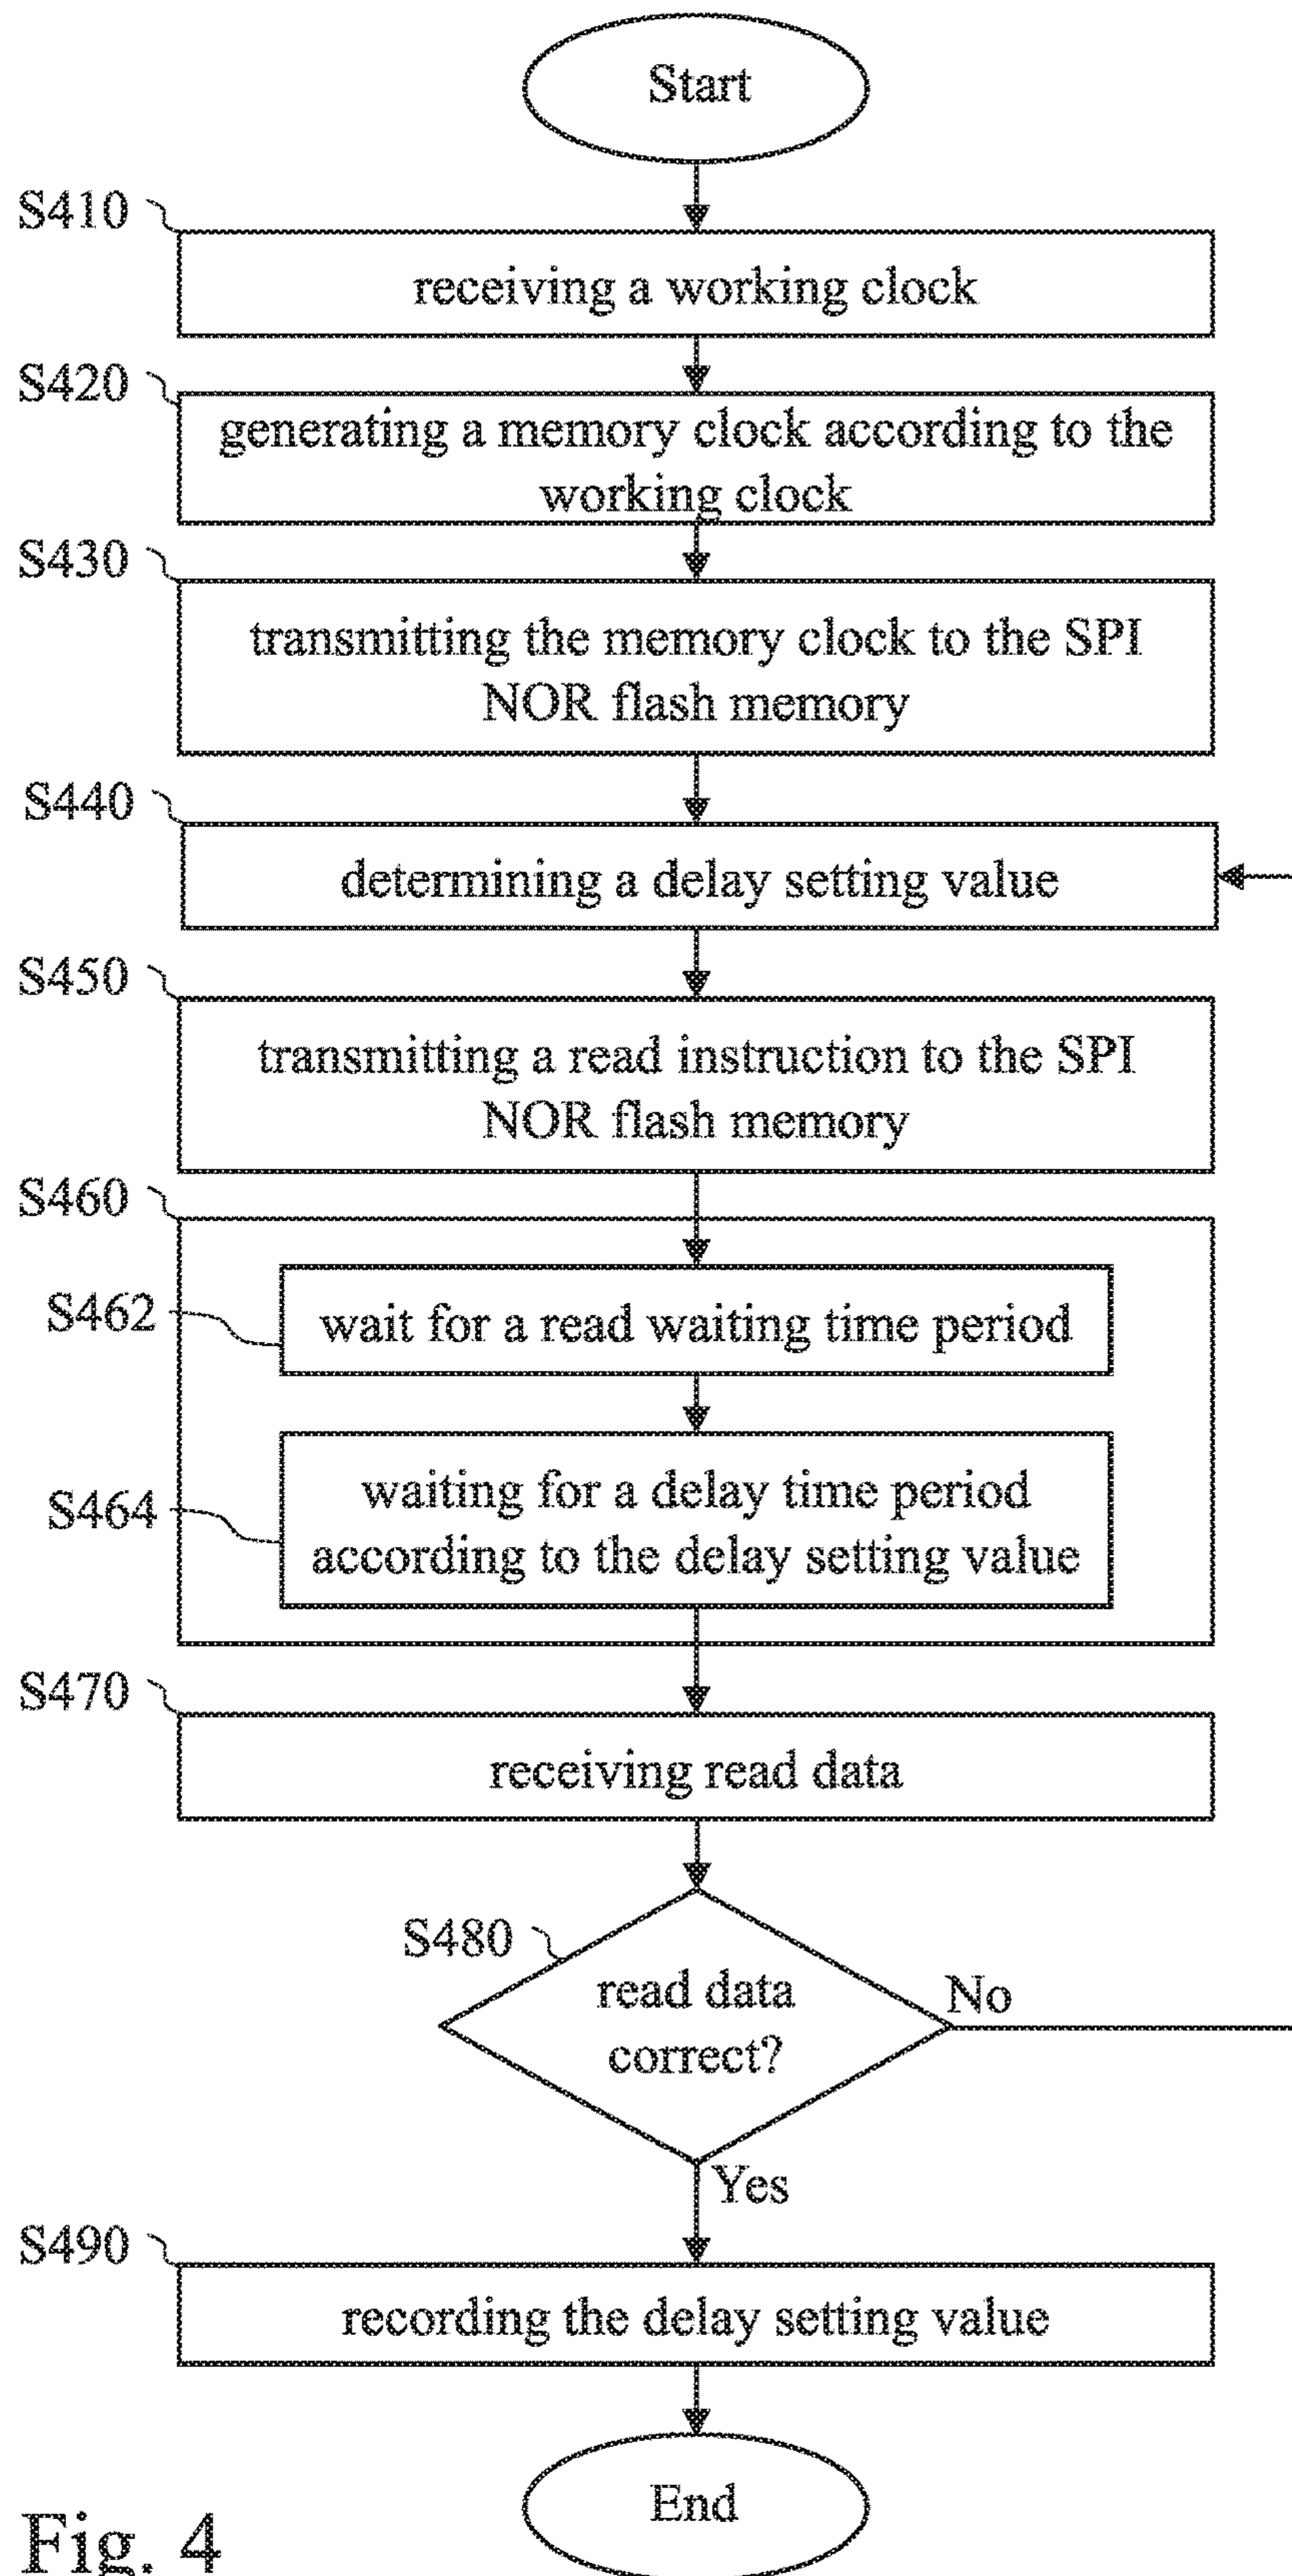 Start
S410
receiving a working clock
S420
generating a memory clock according to the
working clock
S430
transmitting the memory clock to the SPI
NOR flash memory
S440
determining a delay setting value
S450
transmitting a read instruction to the SPI
NOR flash memory
S460
S462
wait for a read waiting time period
S464
waiting for a delay time period
according to the delay setting value
S470
receiving read data
S480
read data
correct?
No
Yes
S490
recording the delay setting value
End
Fig. 4